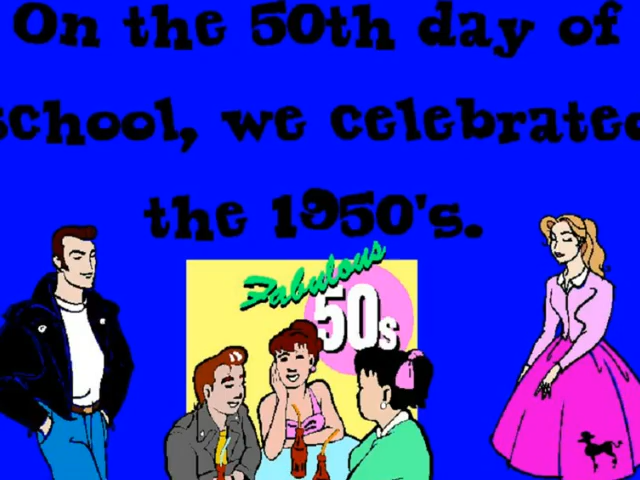 On the 50th day of
school, we celebrated
the 1950's.
Fabulous
50s